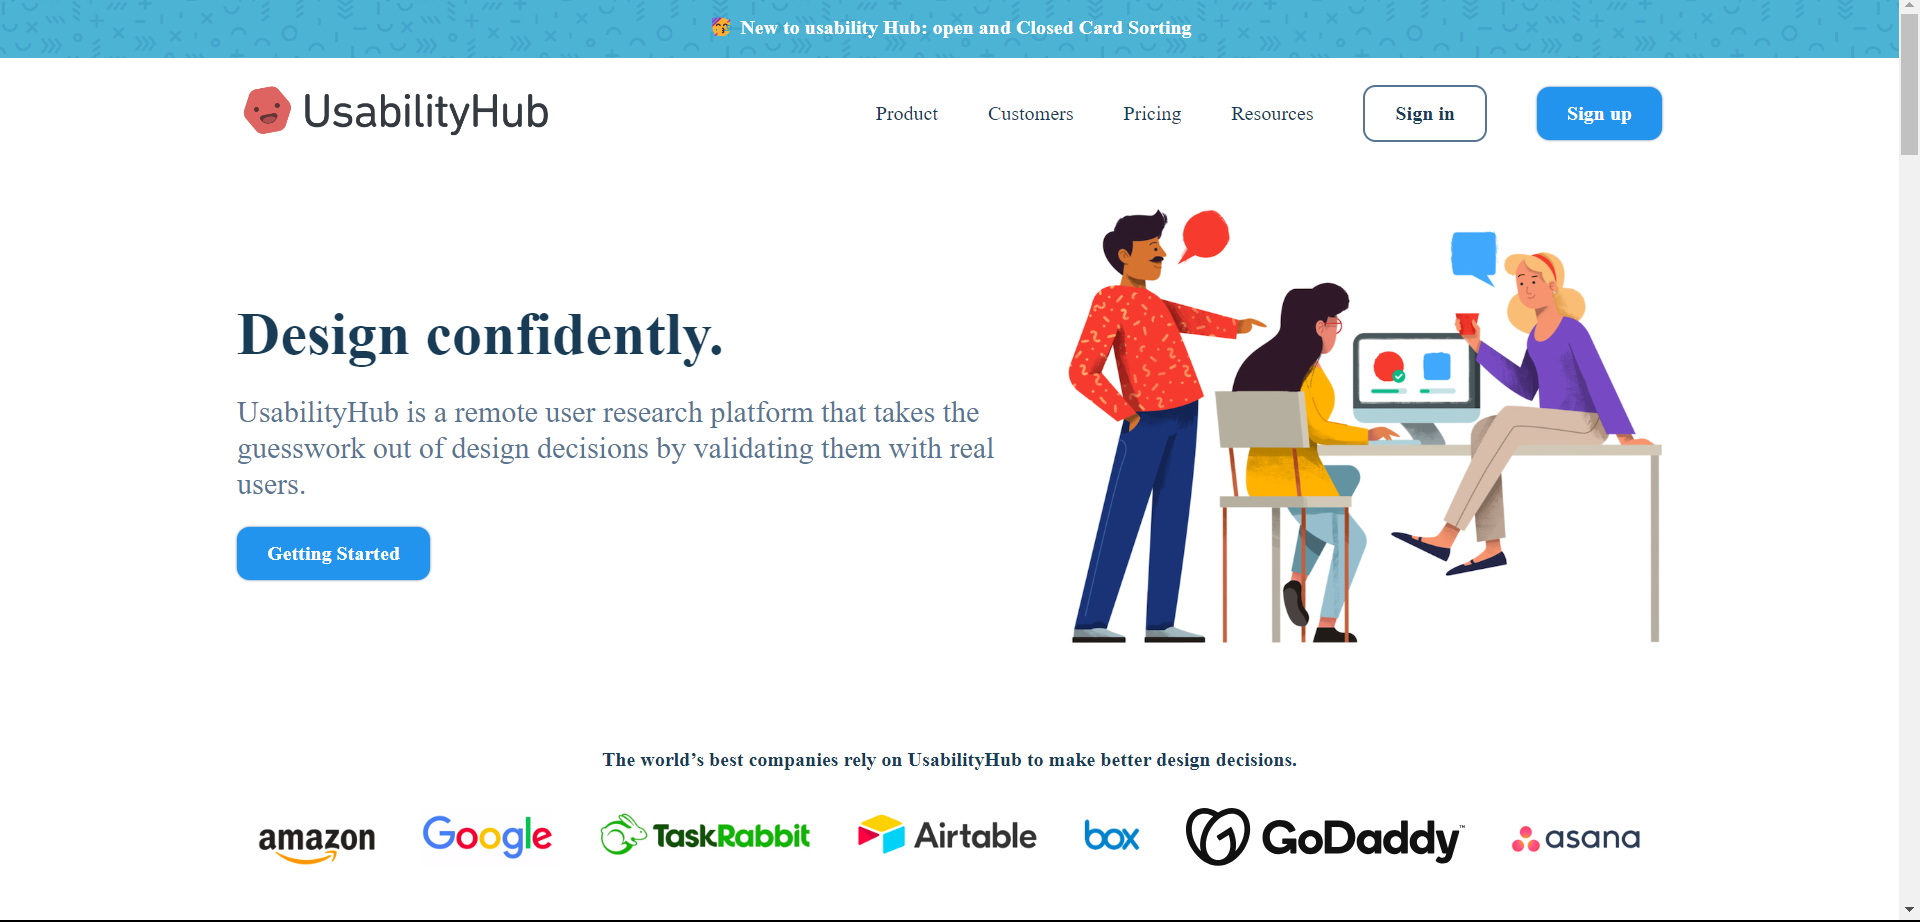 New to usability Hub: open and Closed Card Sorting
UsabilityHub
Product Customers Pricing Resources Sign in Sign up
Design confidently.
UsabilityHub is a remote user research platform that takes the
guesswork out of design decisions by validating them with real
users.
Getting Started
The world’s best companies rely on UsabilityHub to make better design decisions.
amazon Google TaskRabbit Airtable box GoDaddy™ asana